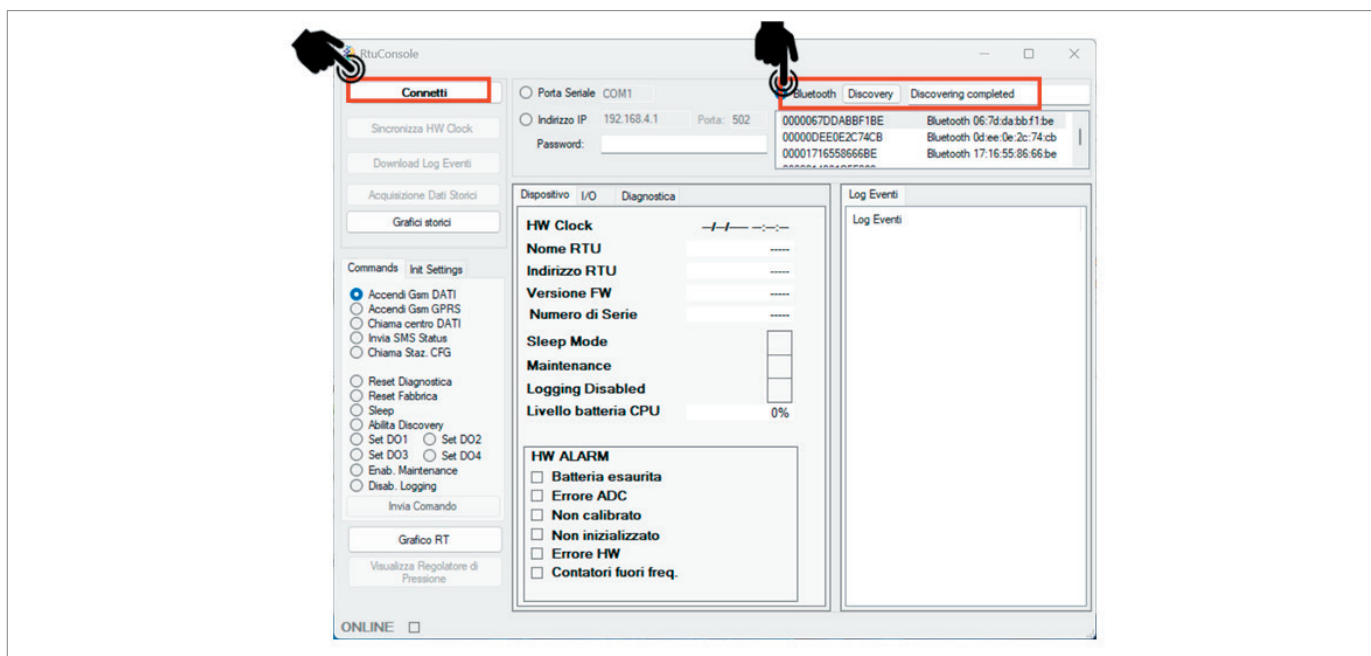 RtuConsole
Connetti
Sincronizza HW Clock
Download Log Eventi
Acquisizione Dati Storici
Grafici storici
Porta Seriale COM1
Indirizzo IP 192.168.4.1 Porta: 502
Password:
Bluetooth Discovery Discovering completed
0000067DDABBF1BE Bluetooth 06:7d:da:bb:f1:be
00000DEE0E2C74CB Bluetooth 0d:ee:0e:2c:74:cb
00001716558666BE Bluetooth 17:16:55:86:66:be
Commands Init Settings
Accendi Gsm DATI
Accendi Gsm GPRS
Chiama centro DATI
Invia SMS Status
Chiama Staz. CFG
Reset Diagnostica
Reset Fabbrica
Sleep
Abilita Discovery
Set DO1 Set DO2
Set DO3 Set DO4
Enab. Maintenance
Disab. Logging
Invia Comando
Grafico RT
Visualizza Regolatore di
Pressione
Dispositivo I/O Diagnostica
HW Clock --/--/---- --:--:--
Nome RTU -----
Indirizzo RTU -----
Versione FW -----
Numero di Serie -----
Sleep Mode
Maintenance
Logging Disabled
Livello batteria CPU 0%
HW ALARM
Batteria esaurita
Errore ADC
Non calibrato
Non inizializzato
Errore HW
Contatori fuori freq.
Log Eventi
Log Eventi
ONLINE